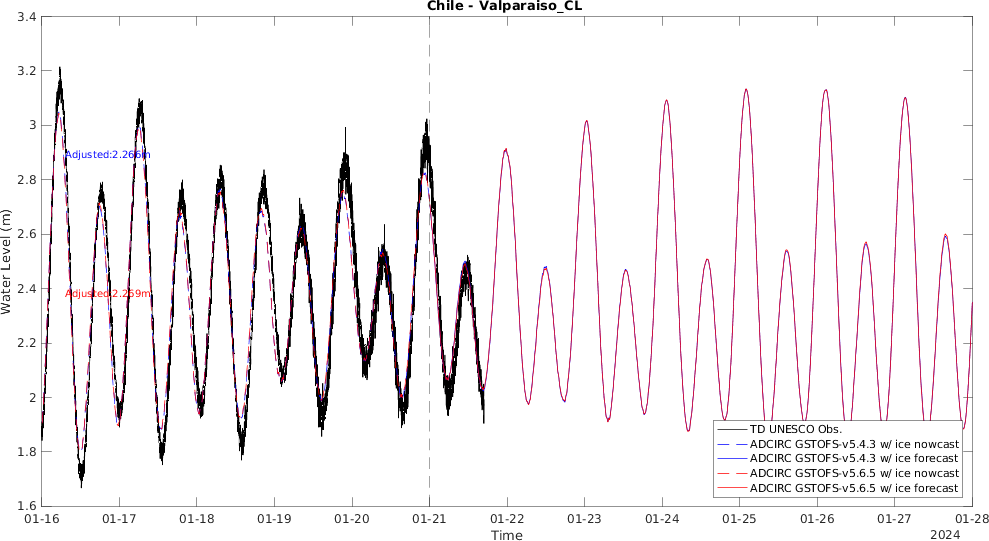 Chile - Valparaiso_CL
Water Level (m)
3.4
3.2
3
2.8
2.6
2.4
2.2
2
1.8
1.6
Adjusted:2.266m
Adjusted:2.259m
TD UNESCO Obs.
ADCIRC GSTOFS-v5.4.3 w/ ice nowcast
ADCIRC GSTOFS-v5.4.3 w/ ice forecast
ADCIRC GSTOFS-v5.6.5 w/ ice nowcast
ADCIRC GSTOFS-v5.6.5 w/ ice forecast
01-16 01-17 01-18 01-19 01-20 01-21 01-22 01-23 01-24 01-25 01-26 01-27 01-28
Time
2024